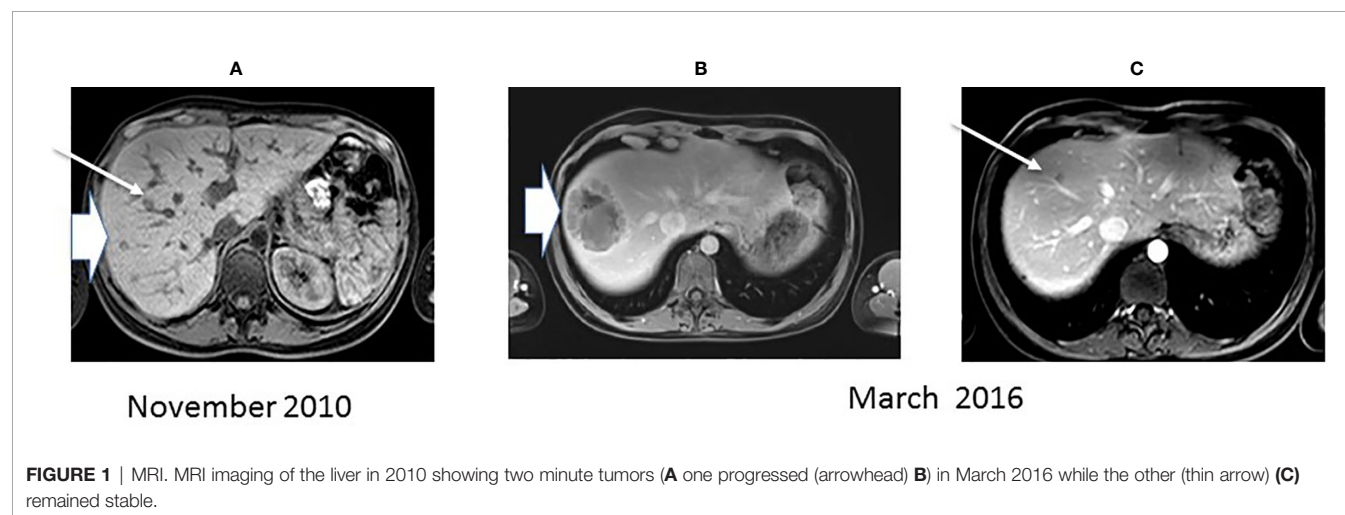 A
B
C
November 2010
March 2016
FIGURE 1 | MRI. MRI imaging of the liver in 2010 showing two minute tumors (A one progressed (arrowhead) B) in March 2016 while the other (thin arrow) (C)
remained stable.